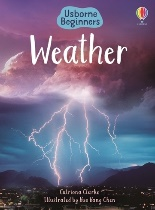 Usborne
Beginners
Weather
Catriona Clarke
Illustrated by Kuo Kang Chen